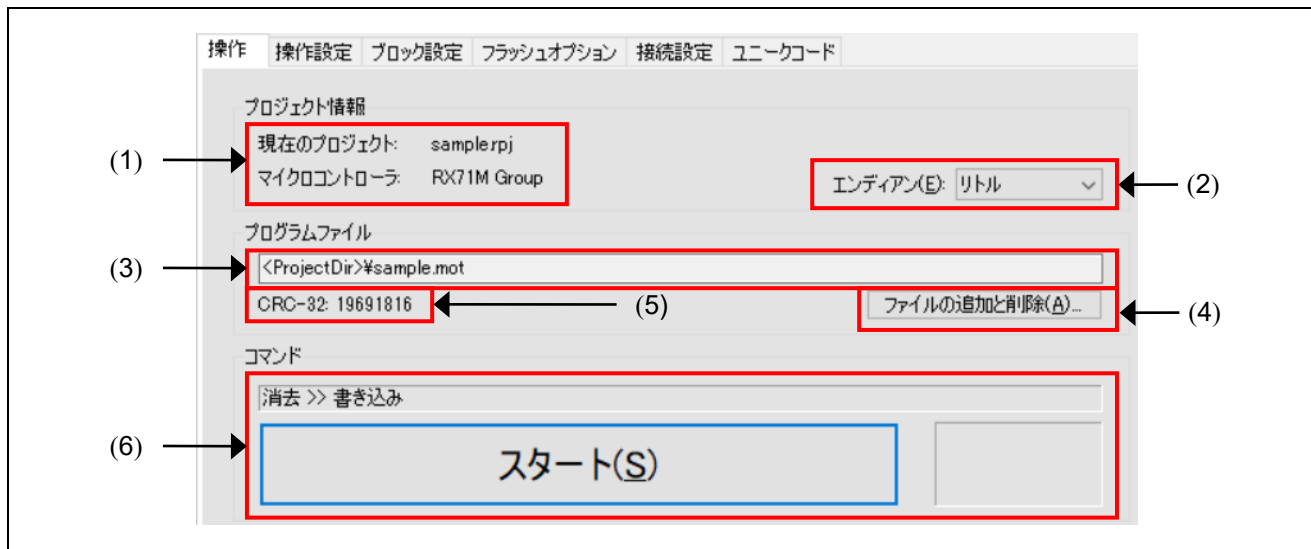 操作 操作設定 ブロック設定 フラッシュオプション 接続設定 ユニークコード
プロジェクト情報
(1)
現在のプロジェクト: sample.rpj
マイクロコントローラ: RX71M Group
エンディアン(E): リトル
(2)
プログラムファイル
(3)
<ProjectDir>¥sample.mot
CRC-32: 19691816
(5)
ファイルの追加と削除(A)...
(4)
コマンド
消去 >> 書き込み
(6)
スタート(S)